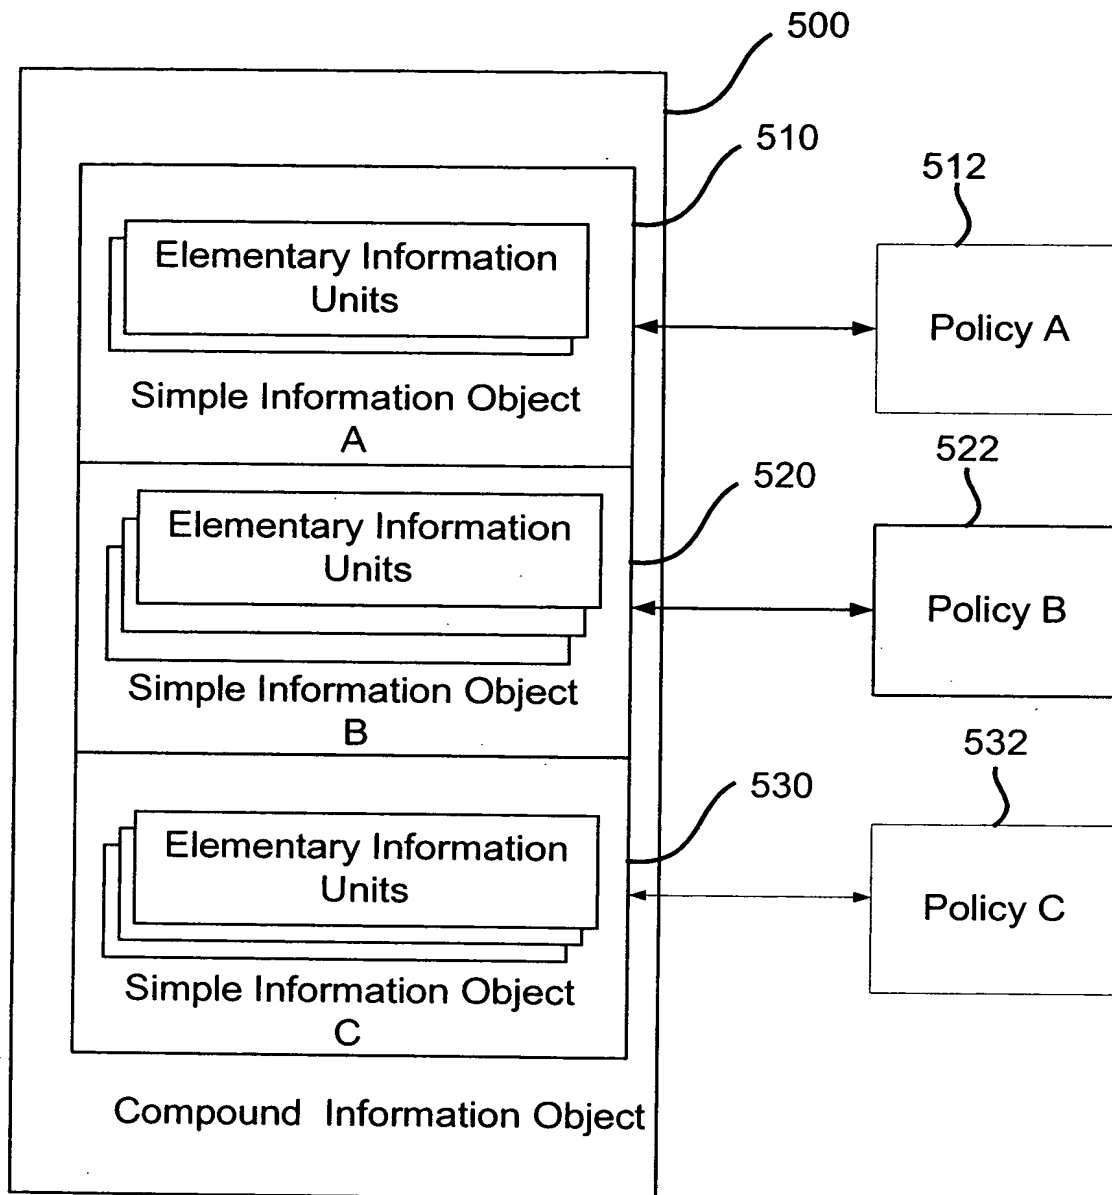 500
510
512
Elementary Information
Units
Policy A
Simple Information Object
A
522
520
Elementary Information
Units
Policy B
Simple Information Object
B
532
530
Elementary Information
Units
Policy C
Simple Information Object
C
Compound Information Object